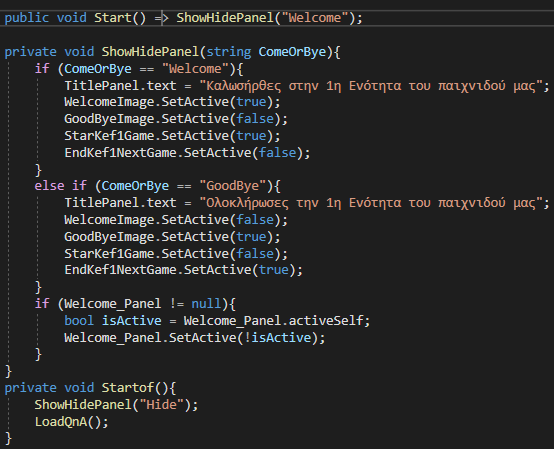 public void Start() => ShowHidePanel("Welcome");
private void ShowHidePanel(string ComeOrBye){
if (ComeOrBye == "Welcome"){
TitlePanel.text = "Καλωσήρθες στην 1η Ενότητα του παιχνιδού μας";
WelcomeImage.SetActive(true);
GoodByeImage.SetActive(false);
StarKef1Game.SetActive(true);
EndKef1NextGame.SetActive(false);
}
else if (ComeOrBye == "GoodBye"){
TitlePanel.text = "Ολοκλήρωσες την 1η Ενότητα του παιχνιδού μας";
WelcomeImage.SetActive(false);
GoodByeImage.SetActive(true);
StarKef1Game.SetActive(false);
EndKef1NextGame.SetActive(true);
}
if (Welcome_Panel != null){
bool isActive = Welcome_Panel.activeSelf;
Welcome_Panel.SetActive(!isActive);
}
}
private void Startof(){
ShowHidePanel("Hide");
LoadQnA();
}